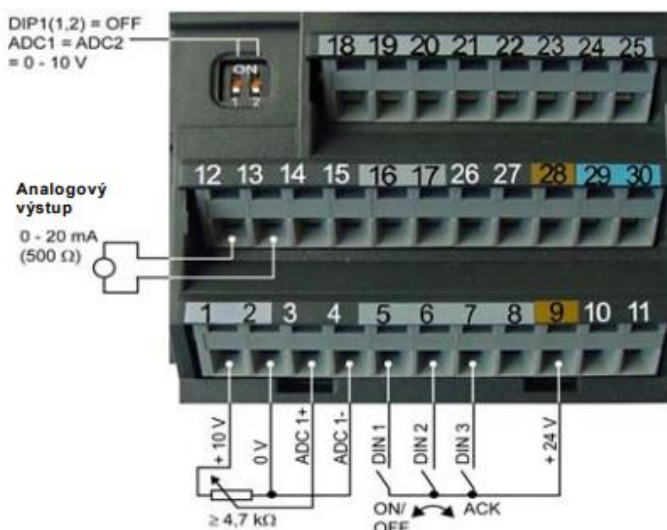 DIP1(1,2) = OFF
ADC1 = ADC2
= 0 - 10 V
ON
1 2
18 19 20 21 22 23 24 25
12 13 14 15 16 17 26 27 28 29 30
Analogový
výstup
0 - 20 mA
(500 Ω)
1 2 3 4 5 6 7 8 9 10 11
+ 10 V
0 V
ADC 1+
ADC 1-
DIN 1
DIN 2
DIN 3
+ 24 V
≥ 4,7 kΩ
ON/
OFF
ACK